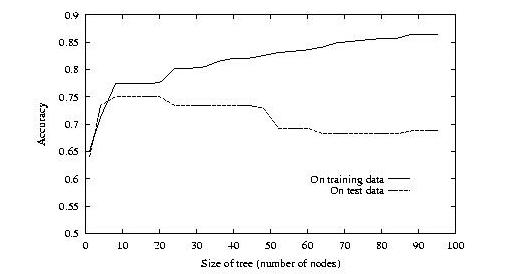 0.9
0.85
0.8
0.75
0.7
0.65
0.6
0.55
0.5
Accuracy
On training data
On test data
0 10 20 30 40 50 60 70 80 90 100
Size of tree (number of nodes)